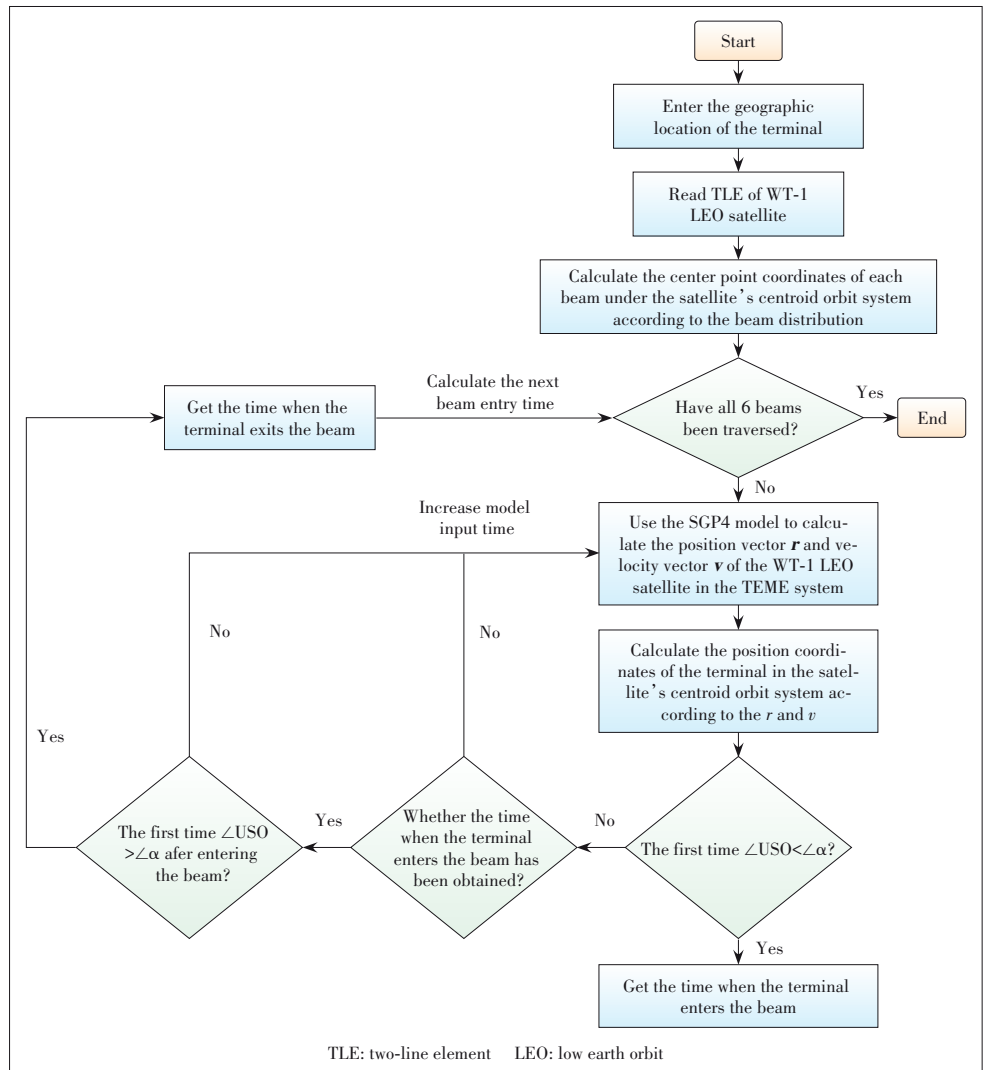 Start
Enter the geographic
location of the terminal
Read TLE of WT-1
LEO satellite
Calculate the center point coordinates of each
beam under the satellite’s centroid orbit system
according to the beam distribution
Have all 6 beams
been traversed?
Yes
End
Calculate the next
beam entry time
Get the time when the
terminal exits the beam
No
Increase model
input time
Use the SGP4 model to calcu-
late the position vector r and ve-
locity vector v of the WT-1 LEO
satellite in the TEME system
Calculate the position coordi-
nates of the terminal in the satel-
lite’s centroid orbit system ac-
cording to the r and v
The first time ∠USO<∠α?
No
Whether the time
when the terminal
enters the beam has
been obtained?
No
Yes
The first time ∠USO
>∠α afer entering
the beam?
No
Yes
Yes
Get the time when the terminal
enters the beam
TLE: two-line element LEO: low earth orbit